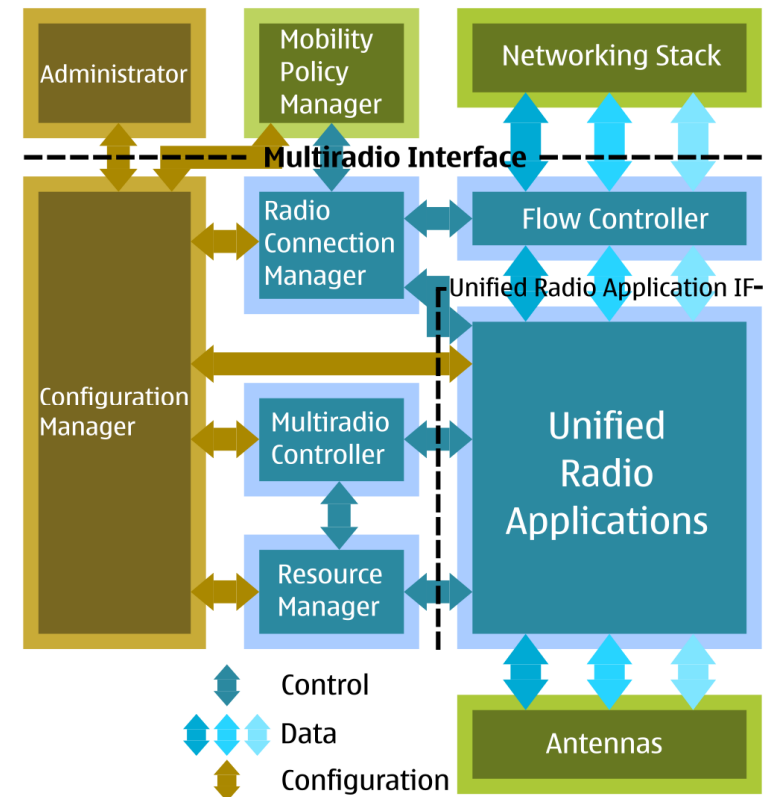 Administrator
Mobility
Policy
Manager
Networking Stack
Multiradio Interface
Radio
Connection
Manager
Flow Controller
Unified Radio Application IF
Configuration
Manager
Multiradio
Controller
Unified
Radio
Applications
Resource
Manager
Control
Data
Configuration
Antennas